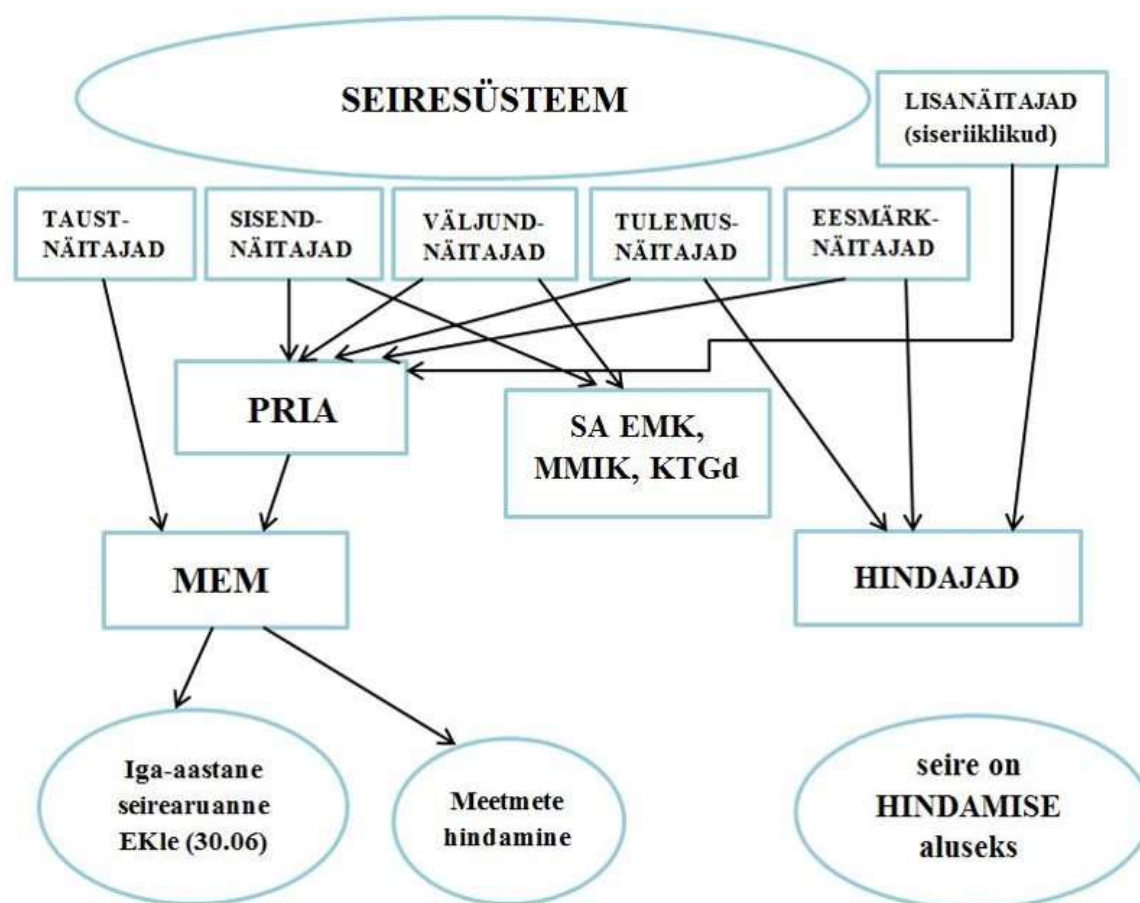 SEIRESÜSTEEM
LISANÄITAJAD
(siseriiklikud)
TAUST-
NÄITAJAD
SISEND-
NÄITAJAD
VÄLJUND-
NÄITAJAD
TULEMUS-
NÄITAJAD
EESMÄRK-
NÄITAJAD
PRIA
SA EMK,
MMIK, KTGd
MEM
HINDAJAD
Iga-aastane
seirearuanne
EKle (30.06)
Meetmete
hindamine
seire on
HINDAMISE
aluseks